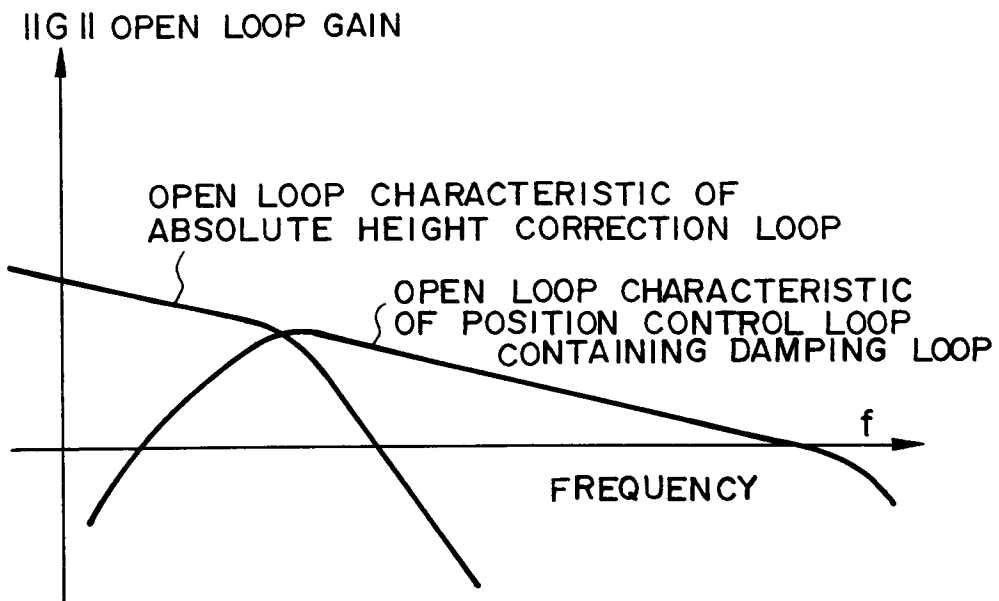 ||G|| OPEN LOOP GAIN
OPEN LOOP CHARACTERISTIC OF
ABSOLUTE HEIGHT CORRECTION LOOP
OPEN LOOP CHARACTERISTIC
OF POSITION CONTROL LOOP
CONTAINING DAMPING LOOP
f
FREQUENCY